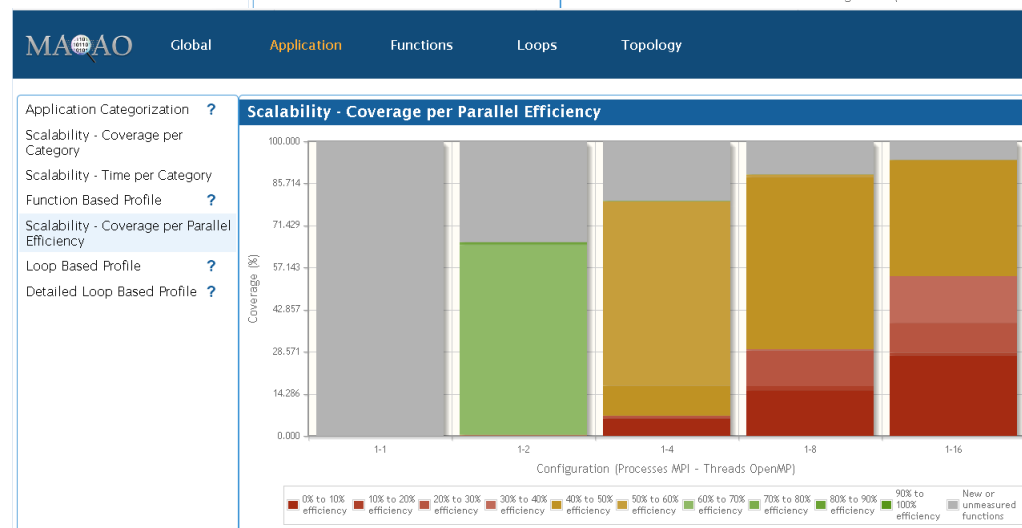 MAQAO
Global
Application
Functions
Loops
Topology
Application Categorization ?
Scalability - Coverage per
Category
Scalability - Time per Category
Function Based Profile ?
Scalability - Coverage per Parallel
Efficiency
Loop Based Profile ?
Detailed Loop Based Profile ?
Scalability - Coverage per Parallel Efficiency
100.000
85.714
71.429
57.143
42.857
28.571
14.286
0.000
Coverage (%)
1-1
1-2
1-4
1-8
1-16
Configuration (Processes MPI - Threads OpenMP)
0% to 10%
efficiency
10% to 20%
efficiency
20% to 30%
efficiency
30% to 40%
efficiency
40% to 50%
efficiency
50% to 60%
efficiency
60% to 70%
efficiency
70% to 80%
efficiency
80% to 90%
efficiency
90% to
100%
efficiency
New or
unmeasured
functions